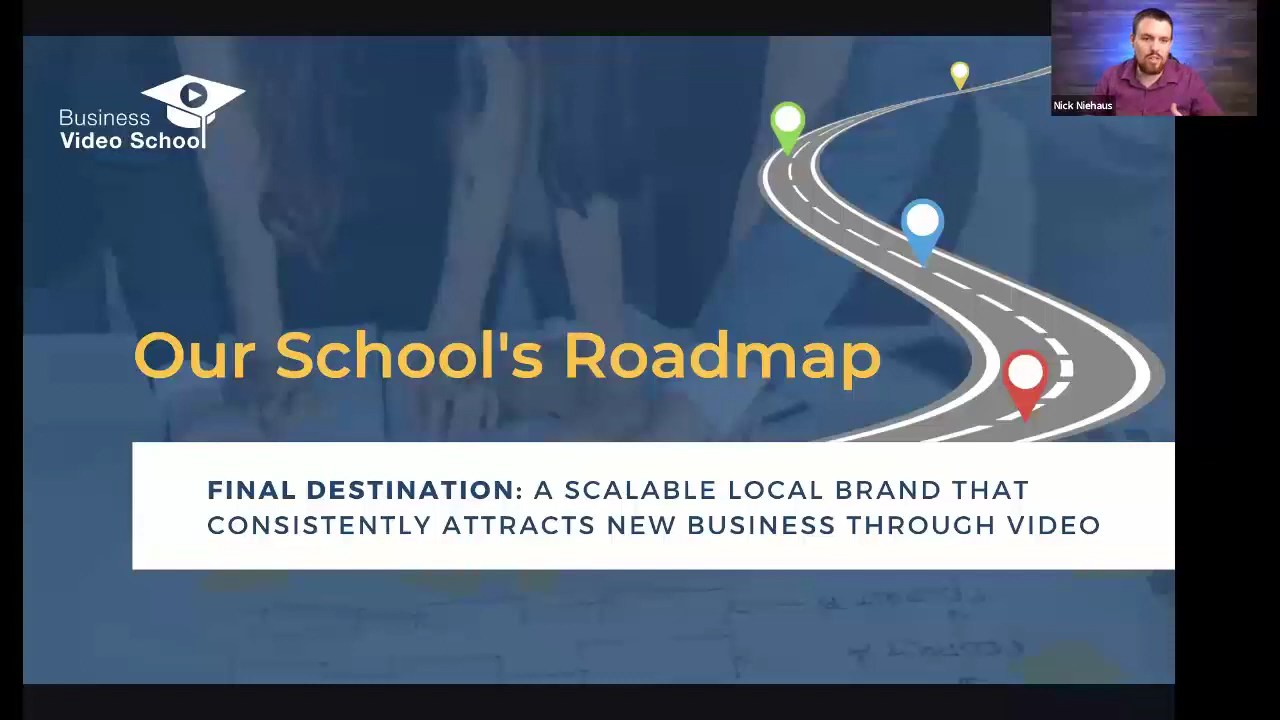 Business
Video School
Nick Niehaus
Our School's Roadmap
FINAL DESTINATION: A SCALABLE LOCAL BRAND THAT
CONSISTENTLY ATTRACTS NEW BUSINESS THROUGH VIDEO